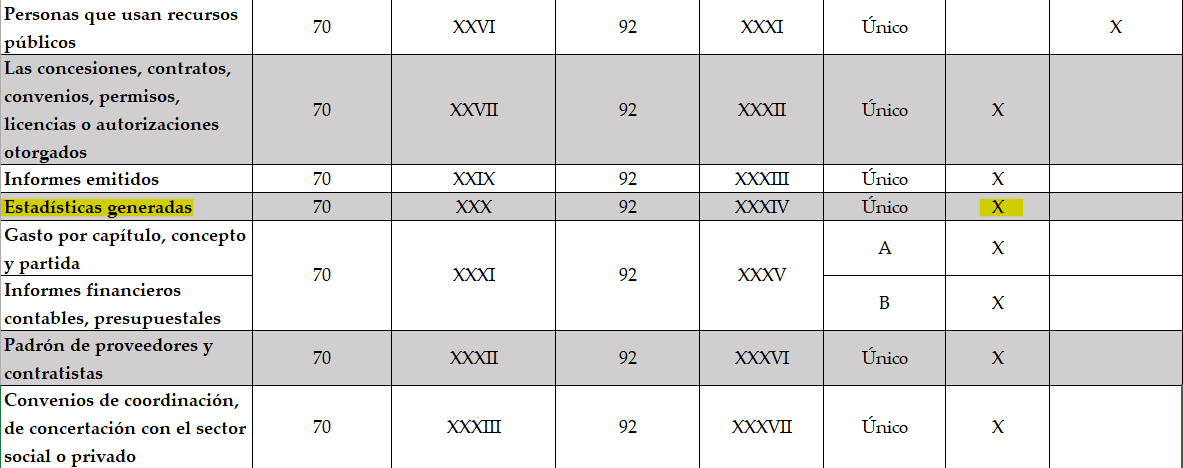 Personas que usan recursos
públicos
70
XXVI
92
XXXI
Único
X
Las concesiones, contratos,
convenios, permisos,
licencias o autorizaciones
otorgados
70
XXVII
92
XXXII
Único
X
Informes emitidos
70
XXIX
92
XXXIII
Único
X
Estadísticas generadas
70
XXX
92
XXXIV
Único
X
Gasto por capítulo, concepto
y partida
70
XXXI
92
XXXV
A
X
Informes financieros
contables, presupuestales
B
X
Padrón de proveedores y
contratistas
70
XXXII
92
XXXVI
Único
X
Convenios de coordinación,
de concertación con el sector
social o privado
70
XXXIII
92
XXXVII
Único
X